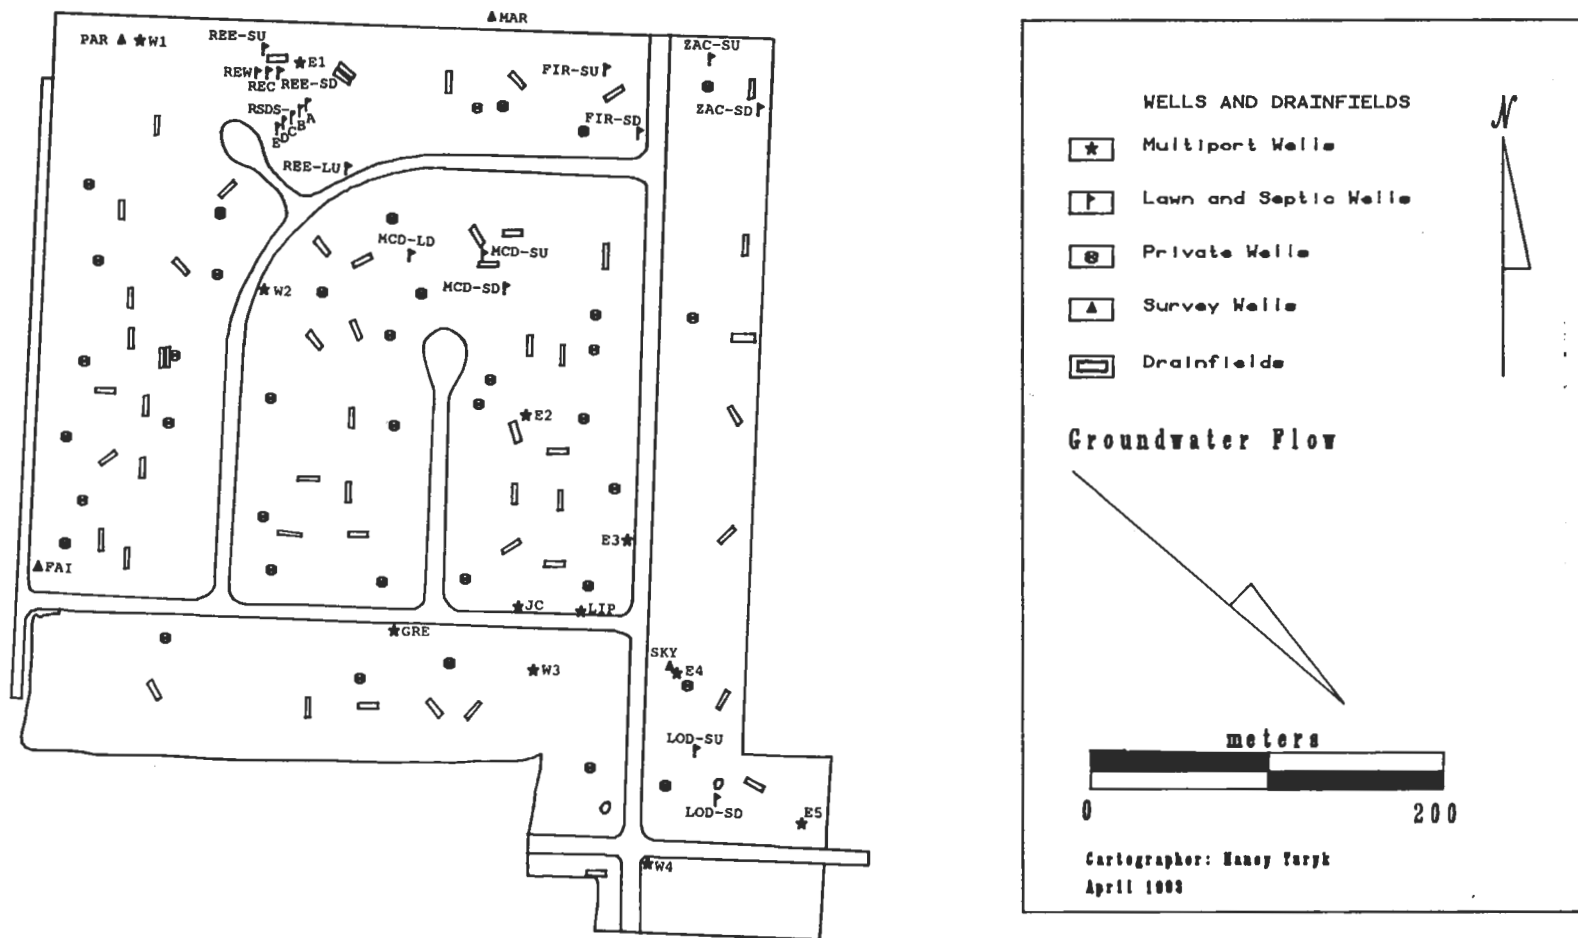 MAR
PAR W1
REE-SU
E1
REW
REC REE-SD
RSDS-
A
B
C
D
E
REE-LU
FIR-SU
FIR-SD
ZAC-SU
ZAC-SD
MCD-LD
MCD-SU
MCD-SD
W2
E2
E3
FAI
JC
LIP
GRE
W3
SKY
E4
LOD-SU
LOD-SD
E5
W4
WELLS AND DRAINFIELDS
N
Multiport Wells
Lawn and Septic Wells
Private Wells
Survey Wells
Drainfields
Groundwater Flow
meters
0 200
Cartographer: Nancy Turyk
April 1993